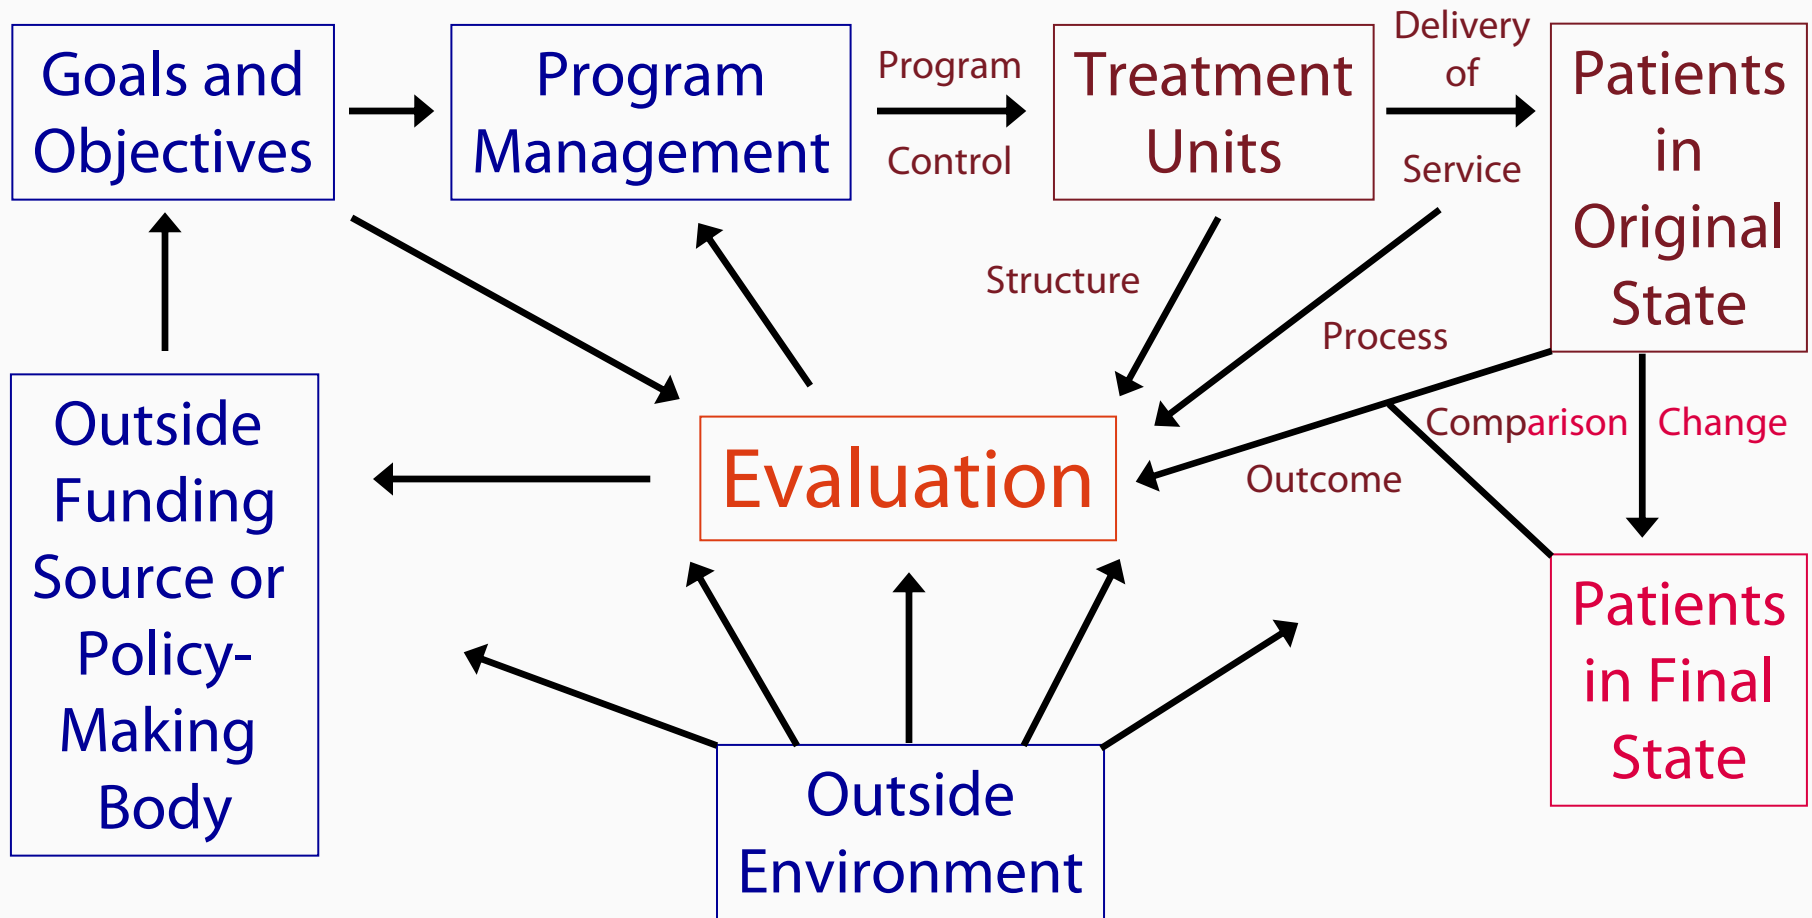 Goals and
Objectives
Program
Management
Program
Control
Treatment
Units
Delivery
of
Service
Patients
in
Original
State
Structure
Process
Comparison
Change
Outcome
Outside
Funding
Source or
Policy-
Making
Body
Evaluation
Patients
in Final
State
Outside
Environment